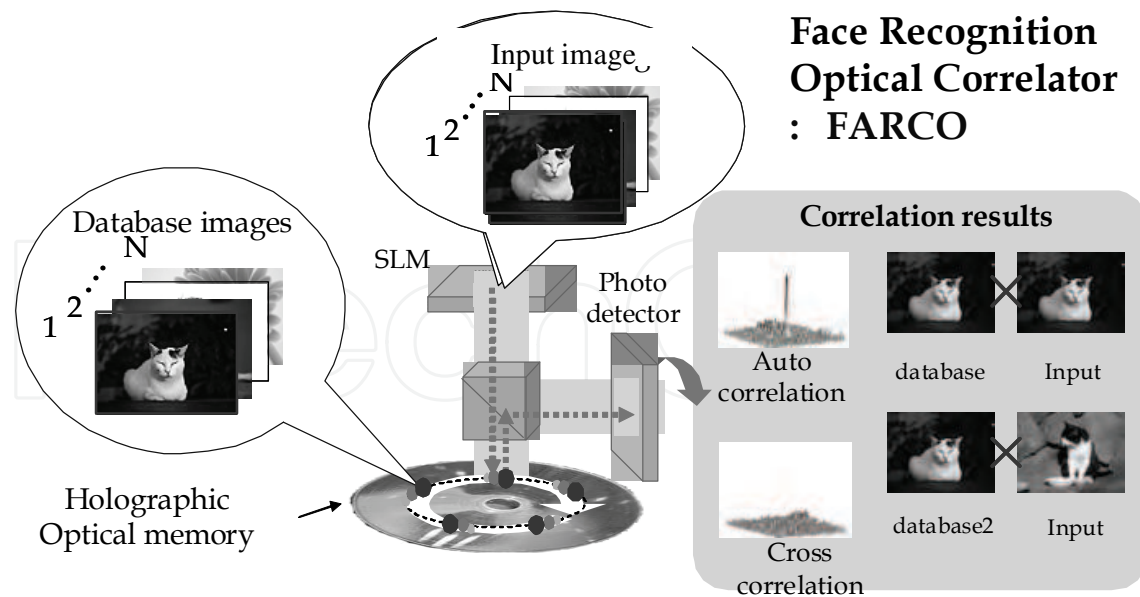 Face Recognition
Optical Correlator
: FARCO
Input image
N
2
1
Database images
N
2
1
SLM
Photo
detector
Holographic
Optical memory
Correlation results
Auto
correlation
database
Input
Cross
correlation
database2
Input